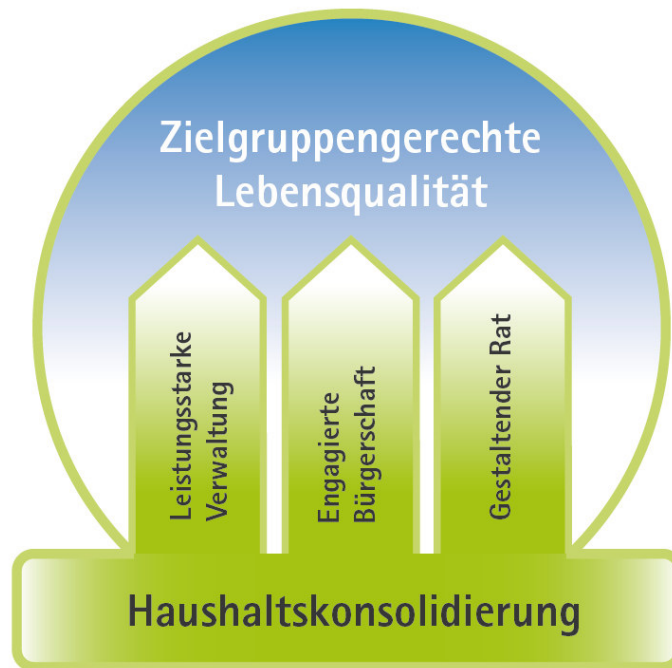 Zielgruppengerechte
Lebensqualität
Leistungsstarke
Verwaltung
Engagierte
Bürgerschaft
Gestaltender Rat
Haushaltskonsolidierung